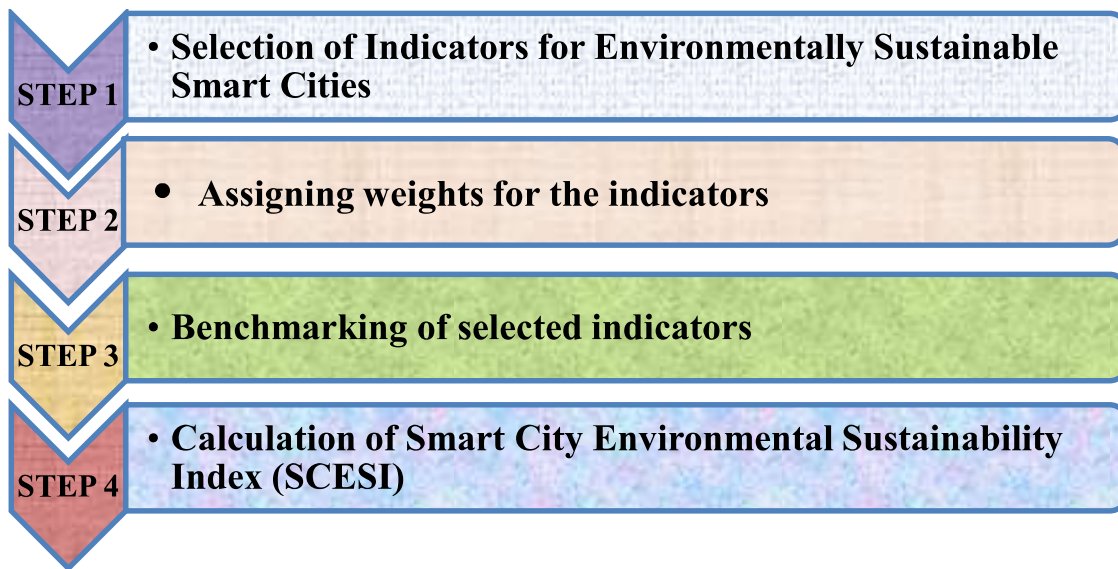 STEP 1
• Selection of Indicators for Environmentally Sustainable
Smart Cities
STEP 2
• Assigning weights for the indicators
STEP 3
• Benchmarking of selected indicators
STEP 4
• Calculation of Smart City Environmental Sustainability
Index (SCESI)